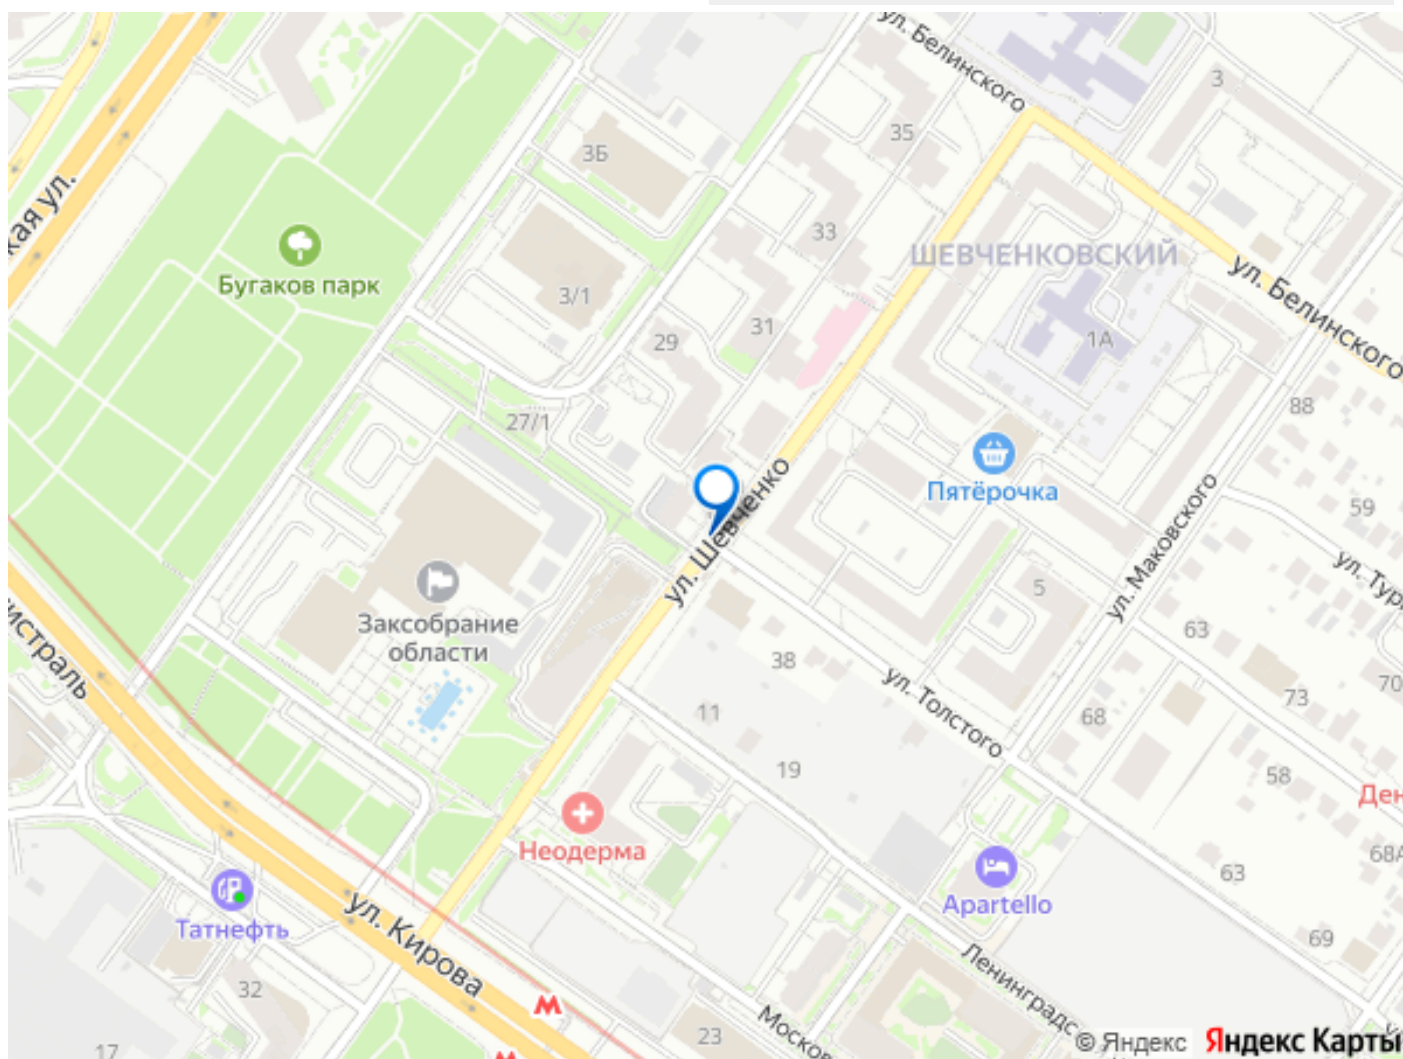 ул. Белинского
3
35
3Б
кая ул.
33
ШЕВЧЕНКОВСКИЙ
Бугаков парк
ул. Белинского
3/1
31
29
1А
88
27/1
ул. Шевченко
Пятёрочка
59
ул. Маковского
ул. Тур
5
Заксобрание
области
63
истраль
38
ул. Толстого
70
73
11
68
19
58
Ден
Неодерма
68А
63
Apartello
Татнефть
ул. Кирова
69
Ленинградс
32
М
Москов
23
17
М
© Яндекс Яндекс Карты